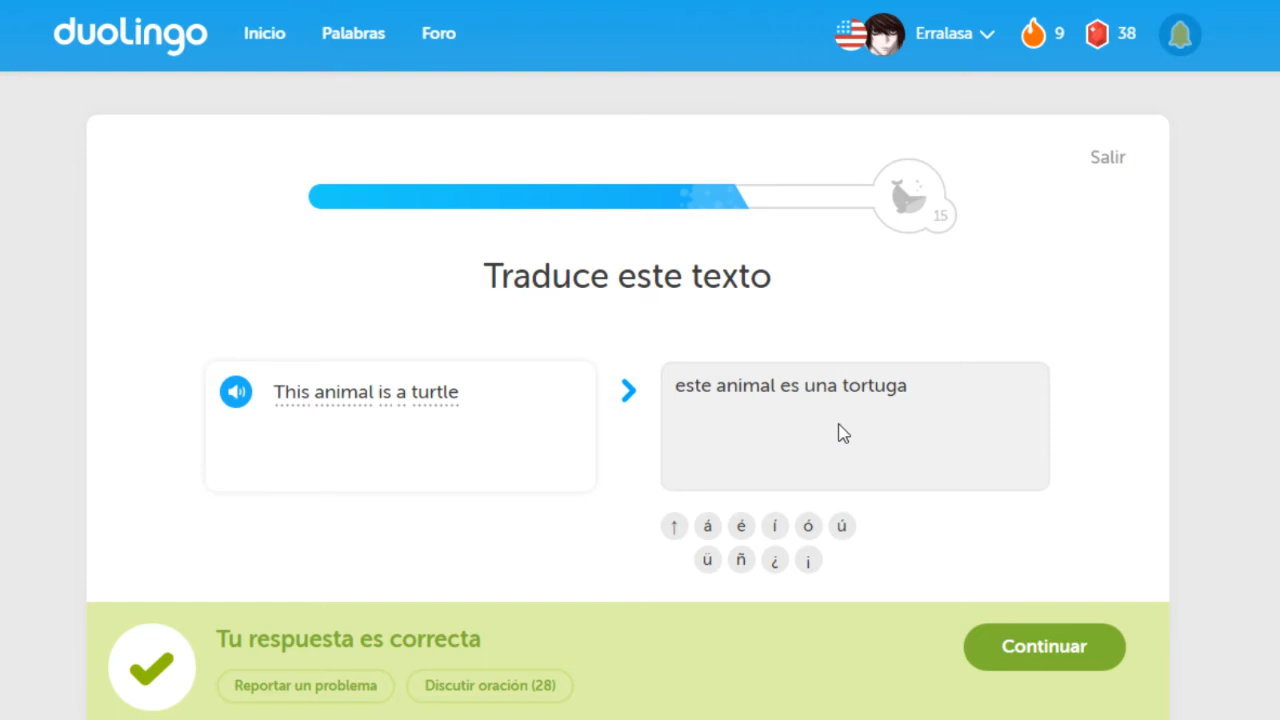 duolingo Inicio Palabras Foro Erralasa 9 38
Salir
15
Traduce este texto
This animal is a turtle
este animal es una tortuga
↑ á é í ó ú
ü ñ ¿ ¡
Tu respuesta es correcta
Continuar
Reportar un problema Discutir oración (28)